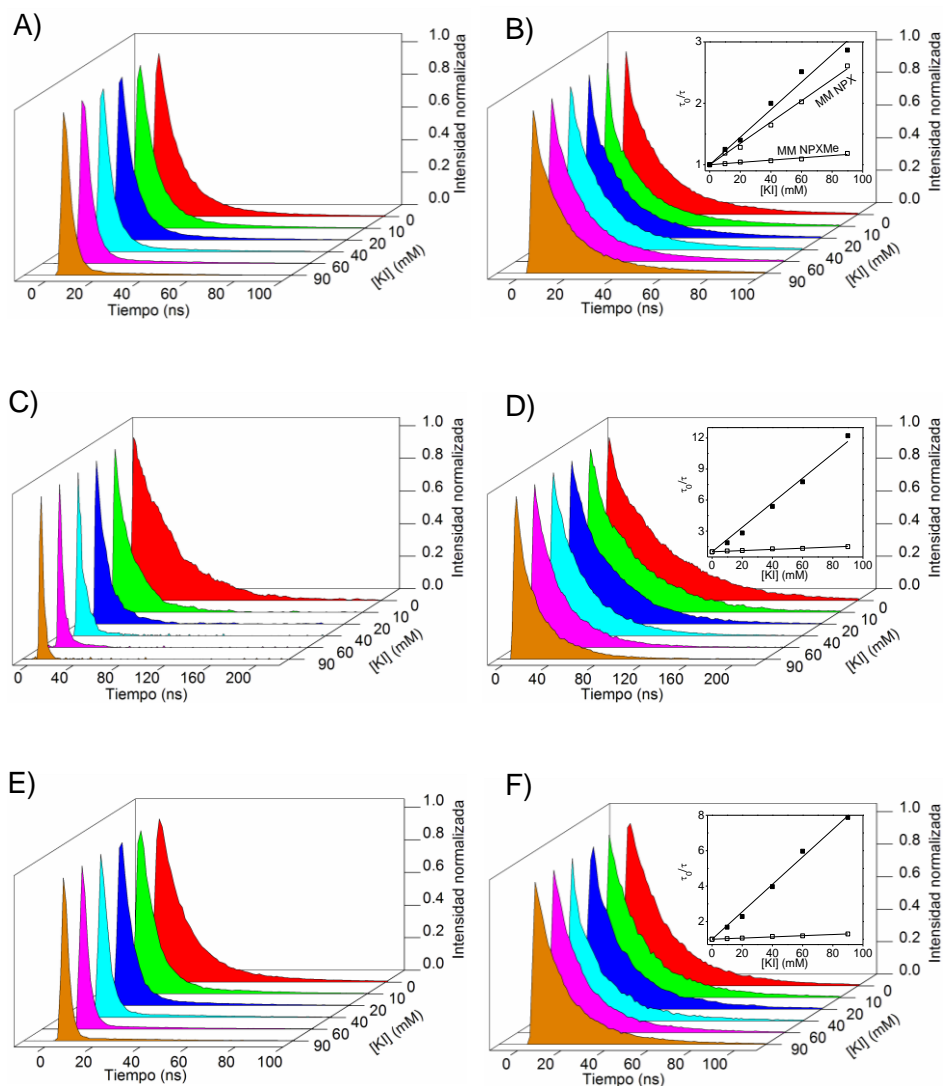 A)
1.0
0.8
0.6
0.4
0.2
0.0
Intensidad normalizada
0
10
20
40
60
90
[KI] (mM)
0 20 40 60 80 100
Tiempo (ns)
B)
1.0
0.8
0.6
0.4
0.2
0.0
Intensidad normalizada
3
2
1
τ0/τ
MM NPX
MM NPXMe
0 20 40 60 80 100
[KI] (mM)
0
10
20
40
60
90
[KI] (mM)
0 20 40 60 80 100
Tiempo (ns)
C)
1.0
0.8
0.6
0.4
0.2
0.0
Intensidad normalizada
0
10
20
40
60
90
[KI] (mM)
0 40 80 120 160 200
Tiempo (ns)
D)
1.0
0.8
0.6
0.4
0.2
0.0
Intensidad normalizada
12
9
6
3
τ0/τ
0 20 40 60 80 100
[KI] (mM)
0
10
20
40
60
90
[KI] (mM)
0 40 80 120 160 200
Tiempo (ns)
E)
1.0
0.8
0.6
0.4
0.2
0.0
Intensidad normalizada
0
10
20
40
60
90
[KI] (mM)
0 20 40 60 80 100
Tiempo (ns)
F)
1.0
0.8
0.6
0.4
0.2
0.0
Intensidad normalizada
8
6
4
2
τ0/τ
0 20 40 60 80 100
[KI] (mM)
0
10
20
40
60
90
[KI] (mM)
0 20 40 60 80 100
Tiempo (ns)